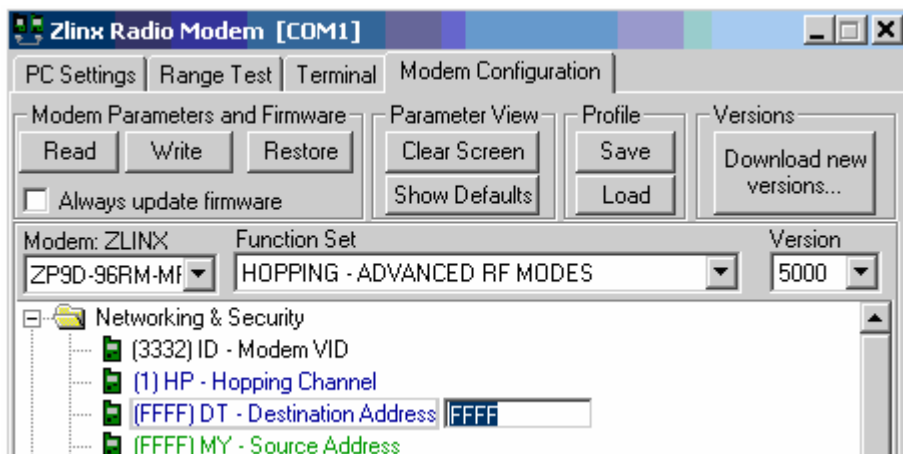 Zlinx Radio Modem [COM1]
PC Settings Range Test Terminal Modem Configuration
Modem Parameters and Firmware Parameter View Profile Versions
Read Write Restore Clear Screen Save Download new versions...
Always update firmware Show Defaults Load
Modem: ZLINX Function Set Version
ZP9D-96RM-MR HOPPING - ADVANCED RF MODES 5000
Networking & Security
(3332) ID - Modem VID
(1) HP - Hopping Channel
(FFFF) DT - Destination Address FFFF
(FFFF) MY - Source Address